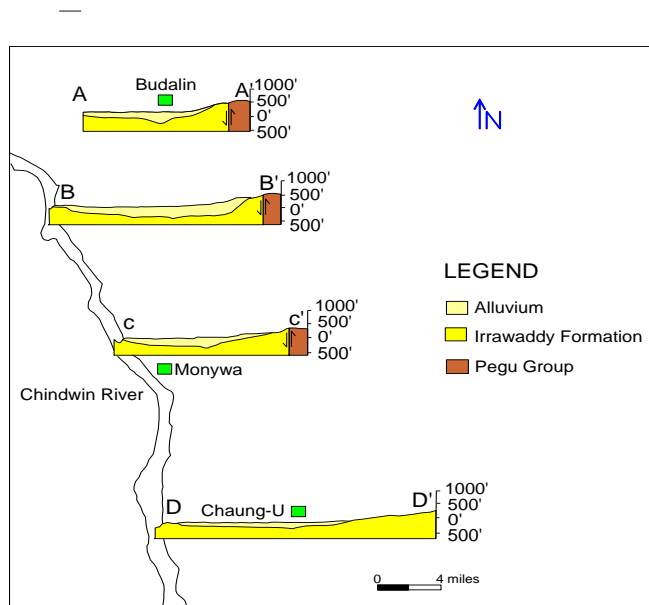 Budalin
A A'
1000'
500'
0'
500'
N
B B'
1000'
500'
0'
500'
LEGEND
Alluvium
Irrawaddy Formation
Pegu Group
c c'
1000'
500'
0'
500'
Monywa
Chindwin River
D Chaung-U D'
1000'
500'
0'
500'
0 4 miles